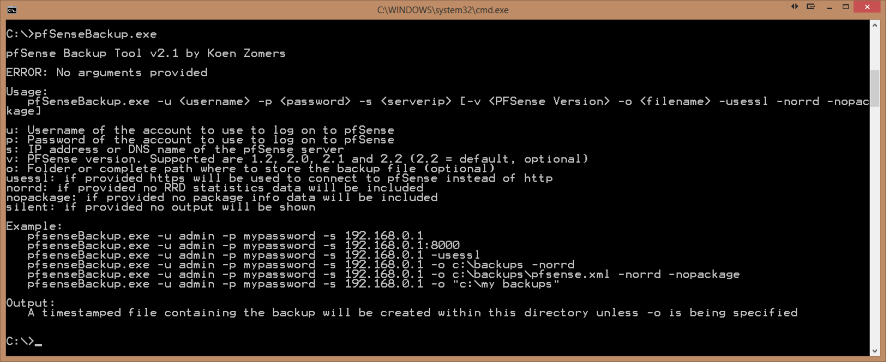 C:\WINDOWS\system32\cmd.exe
C:\>pfSenseBackup.exe
pfSense Backup Tool v2.1 by Koen Zomers
ERROR: No arguments provided
Usage:
   pfSenseBackup.exe -u <username> -p <password> -s <serverip> [-v <PFSense Version> -o <filename> -usessl -norrd -nopac
kage]
u: Username of the account to use to log on to pfSense
p: Password of the account to use to log on to pfSense
s: IP address or DNS name of the pfSense server
v: PFSense version. Supported are 1.2, 2.0, 2.1 and 2.2 (2.2 = default, optional)
o: Folder or complete path where to store the backup file (optional)
usessl: if provided https will be used to connect to pfSense instead of http
norrd: if provided no RRD statistics data will be included
nopackage: if provided no package info data will be included
silent: if provided no output will be shown
Example:
   pfsenseBackup.exe -u admin -p mypassword -s 192.168.0.1
   pfsenseBackup.exe -u admin -p mypassword -s 192.168.0.1:8000
   pfsenseBackup.exe -u admin -p mypassword -s 192.168.0.1 -usessl
   pfsenseBackup.exe -u admin -p mypassword -s 192.168.0.1 -o c:\backups -norrd
   pfsenseBackup.exe -u admin -p mypassword -s 192.168.0.1 -o c:\backups\pfsense.xml -norrd -nopackage
   pfsenseBackup.exe -u admin -p mypassword -s 192.168.0.1 -o "c:\my backups"
Output:
   A timestamped file containing the backup will be created within this directory unless -o is being specified
C:\>_